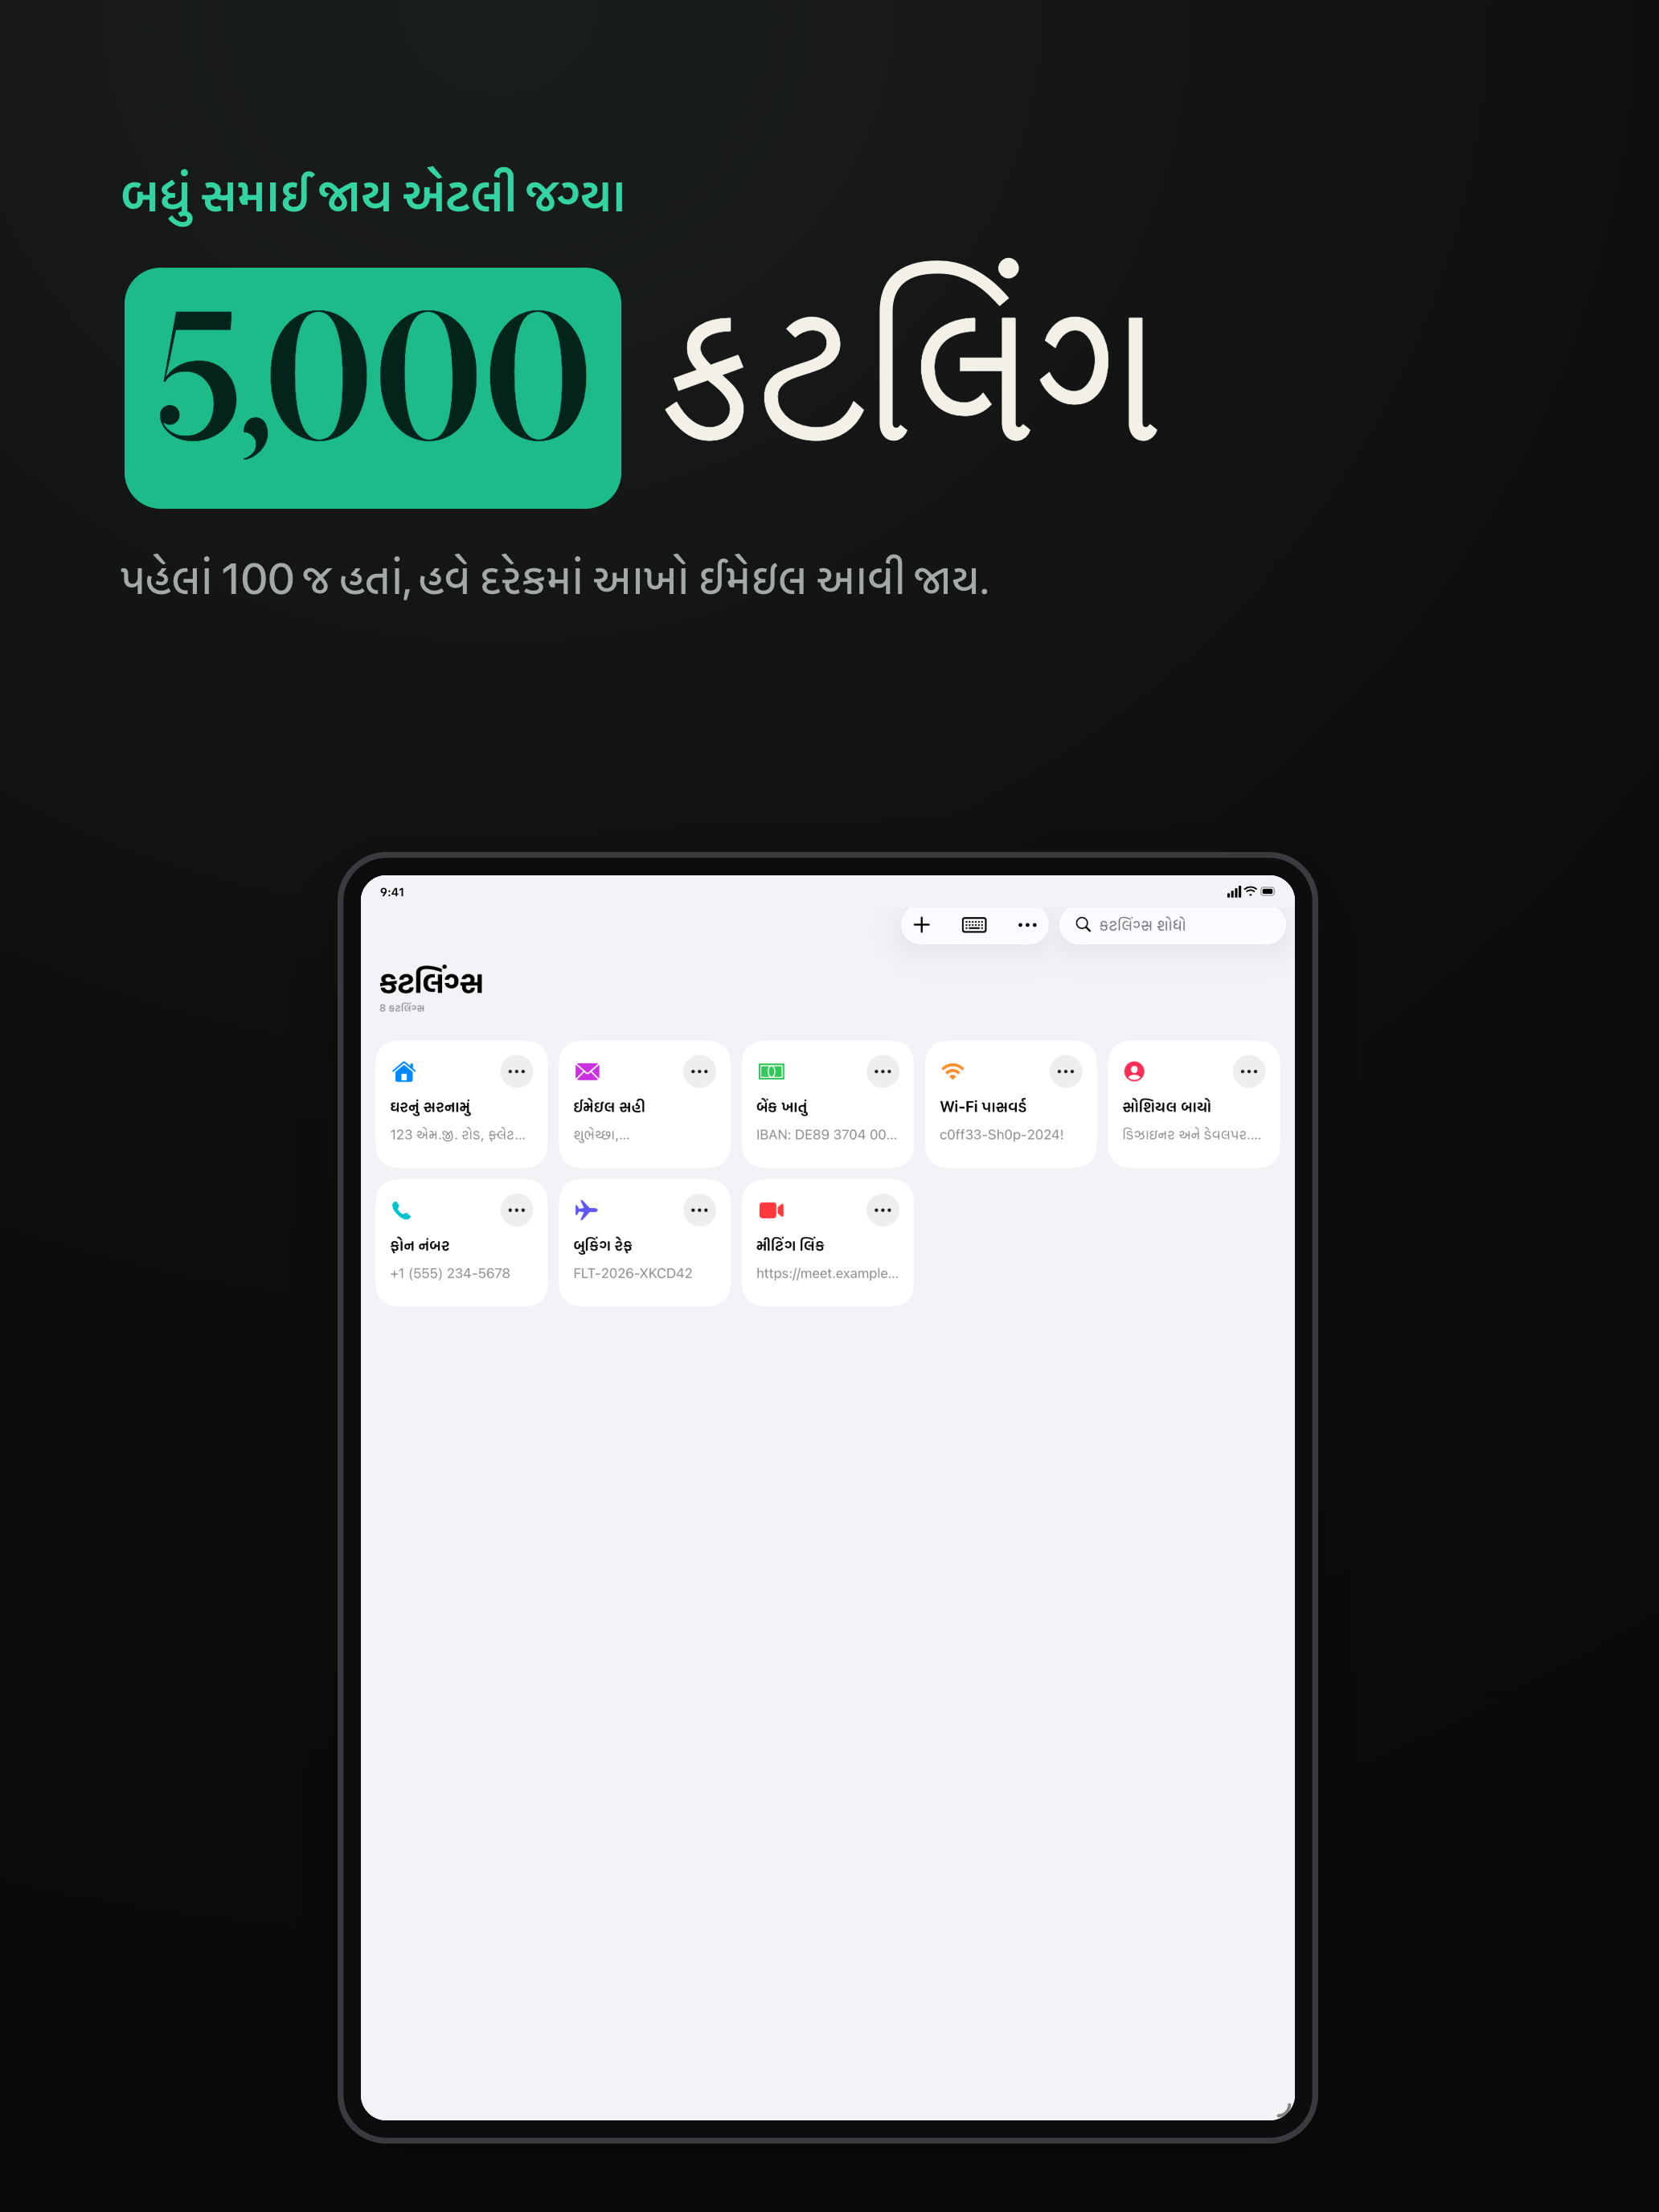 બધું સમાઈ જાય એટલી જગ્યા
5,000 કટલિંગ
પહેલાં 100 જ હતાં, હવે દરેકમાં આખો ઈમેઇલ આવી જાય.
9:41
કટલિંગ્સ શોધો
કટલિંગ્સ
8 કટલિંગ્સ
ઘરનું સરનામું
123 એમ.જી. રોડ, ફ્લેટ...
ઈમેઇલ સહી
શુભેચ્છા,...
બેંક ખાતું
IBAN: DE89 3704 00...
Wi-Fi પાસવર્ડ
c0ff33-Sh0p-2024!
સોશિયલ બાયો
ડિઝાઇનર અને ડેવલપર....
ફોન નંબર
+1 (555) 234-5678
બુકિંગ રેફ
FLT-2026-XKCD42
મીટિંગ લિંક
https://meet.example...